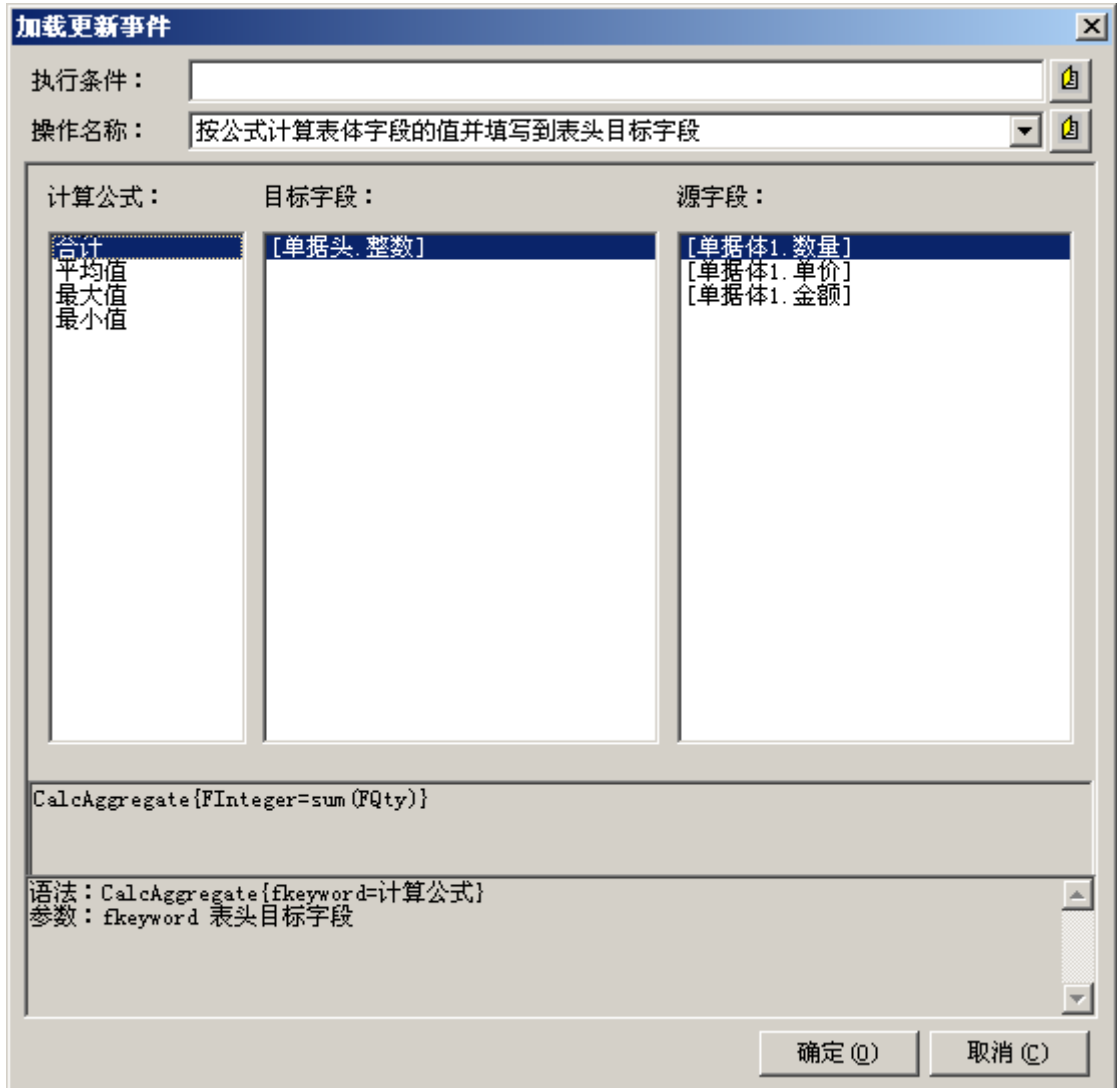 加载更新事件
执行条件：
操作名称：
按公式计算表体字段的值并填写到表头目标字段
计算公式：
目标字段：
源字段：
合计
平均值
最大值
最小值
[单据头.整数]
[单据体1.数量]
[单据体1.单价]
[单据体1.金额]
CalcAggregate{FInteger=sum(FQty)}
语法：CalcAggregate{fkeyword=计算公式}
参数：fkeyword 表头目标字段
确定(O)
取消(C)